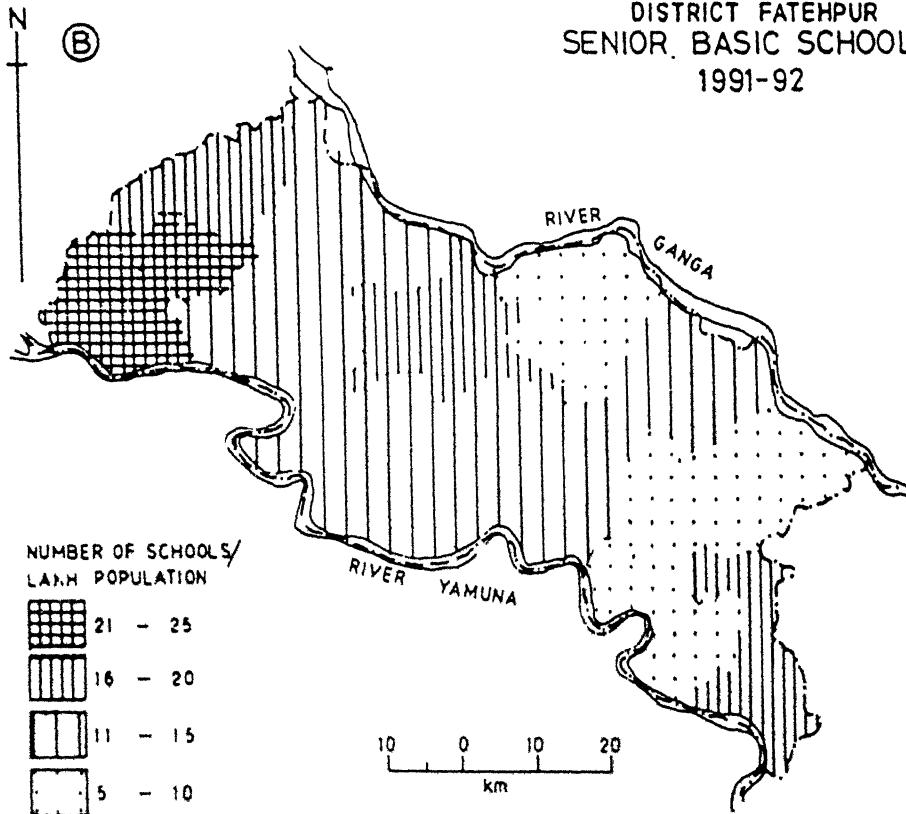 N
B
DISTRICT FATEHPUR
SENIOR BASIC SCHOOL
1991-92
RIVER GANGA
RIVER YAMUNA
NUMBER OF SCHOOLS/
LAKH POPULATION
21 - 25
16 - 20
11 - 15
5 - 10
10 0 10 20
km